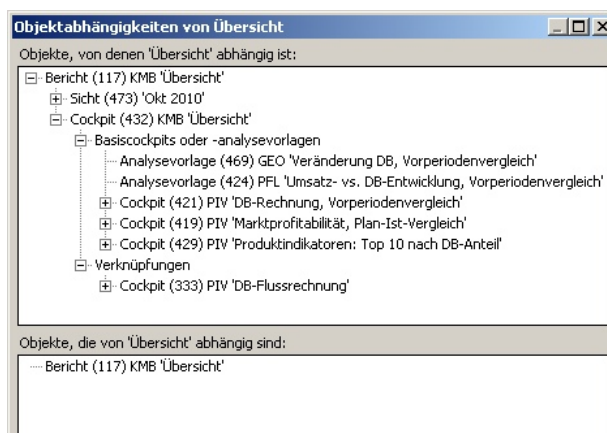 Objektabhängigkeiten von Übersicht
Objekte, von denen 'Übersicht' abhängig ist:
Bericht (117) KMB 'Übersicht'
Sicht (473) 'Okt 2010'
Cockpit (432) KMB 'Übersicht'
Basiscockpits oder -analysevorlagen
Analysevorlage (469) GEO 'Veränderung DB, Vorperiodenvergleich'
Analysevorlage (424) PFL 'Umsatz- vs. DB-Entwicklung, Vorperiodenvergleich'
Cockpit (421) PIV 'DB-Rechnung, Vorperiodenvergleich'
Cockpit (419) PIV 'Marktprofitabilität, Plan-Ist-Vergleich'
Cockpit (429) PIV 'Produktindikatoren: Top 10 nach DB-Anteil'
Verknüpfungen
Cockpit (333) PIV 'DB-Flussrechnung'
Objekte, die von 'Übersicht' abhängig sind:
Bericht (117) KMB 'Übersicht'